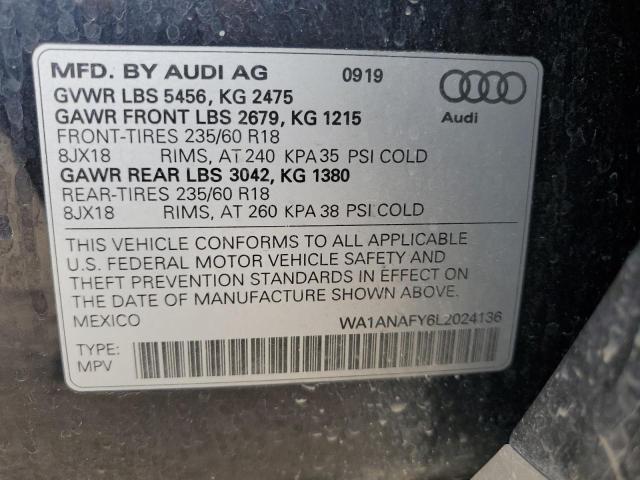 MFD. BY AUDI AG 0919
GVWR LBS 5456, KG 2475
GAWR FRONT LBS 2679, KG 1215
FRONT-TIRES 235/60 R18
8JX18 RIMS, AT 240 KPA 35 PSI COLD
GAWR REAR LBS 3042, KG 1380
REAR-TIRES 235/60 R18
8JX18 RIMS, AT 260 KPA 38 PSI COLD
Audi
THIS VEHICLE CONFORMS TO ALL APPLICABLE
U.S. FEDERAL MOTOR VEHICLE SAFETY AND
THEFT PREVENTION STANDARDS IN EFFECT ON
THE DATE OF MANUFACTURE SHOWN ABOVE.
MEXICO WA1ANAFY6L2024136
TYPE:
MPV